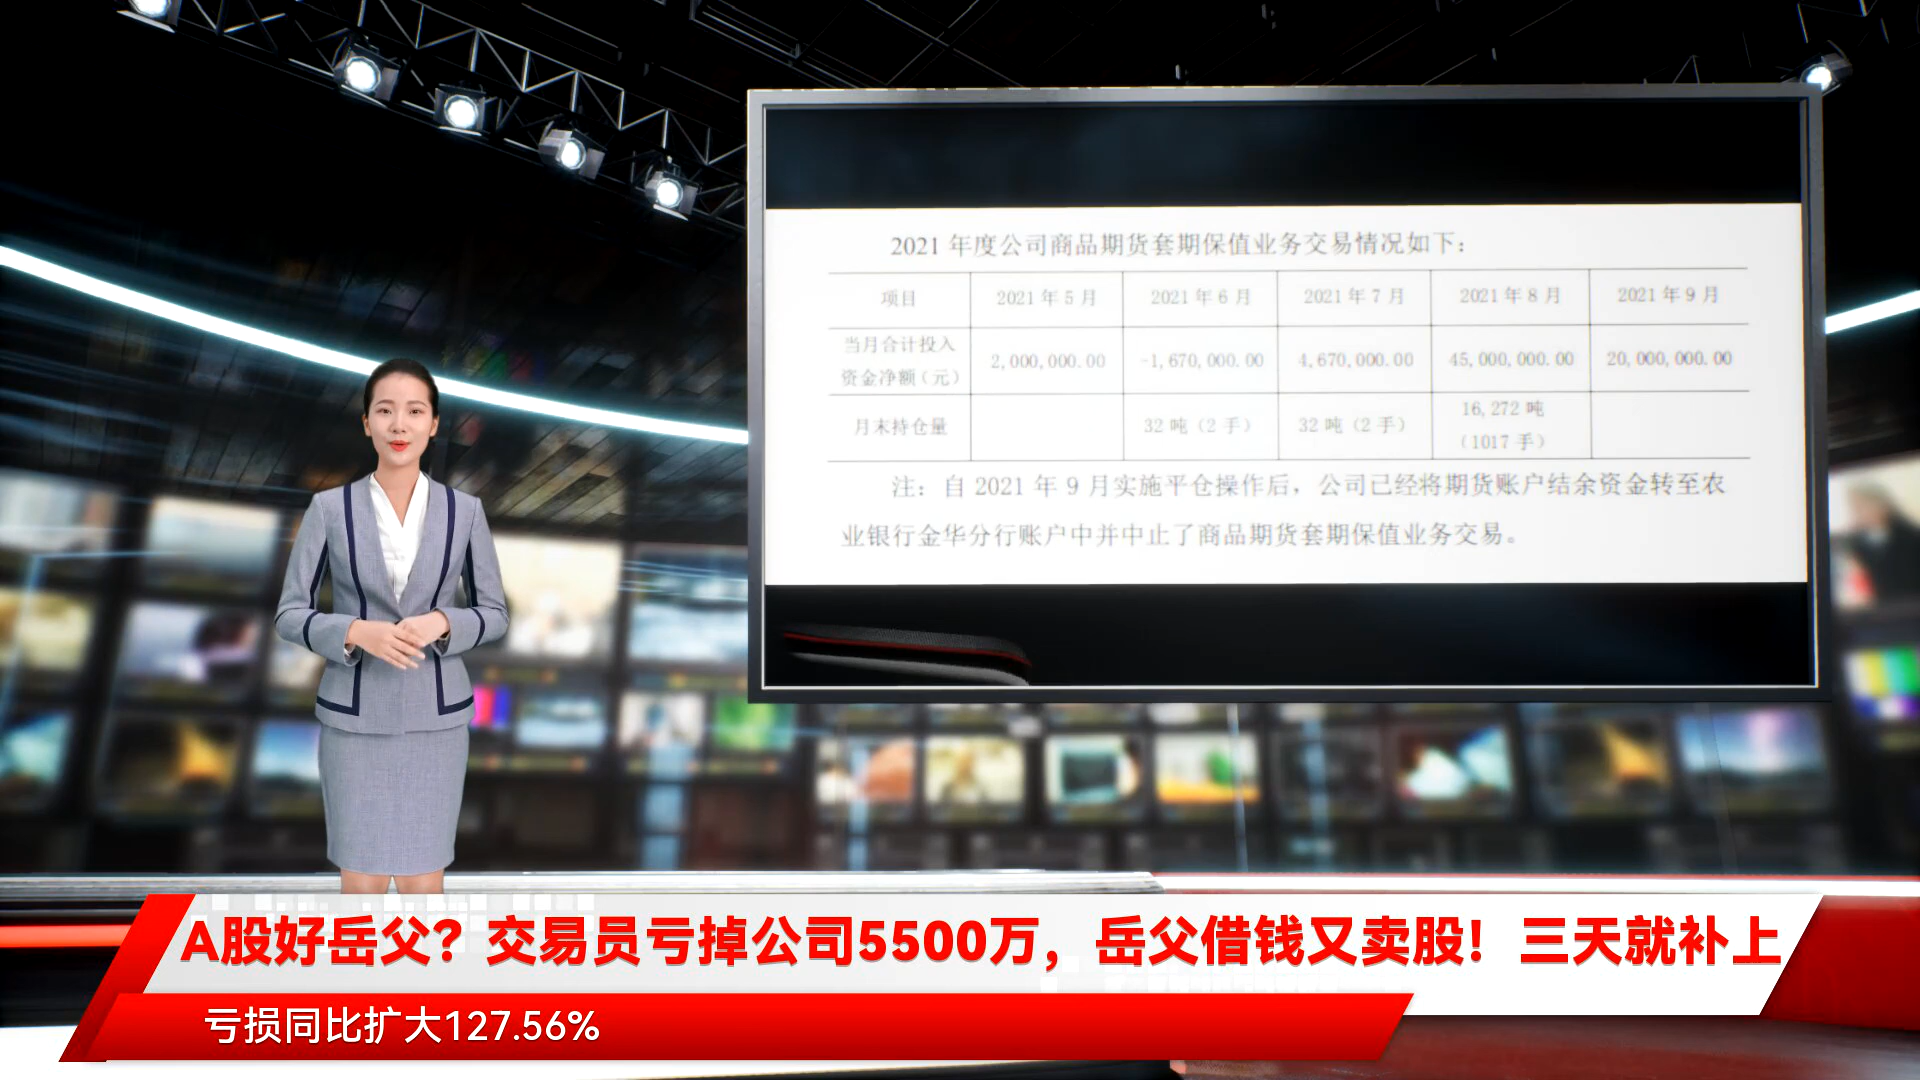 2021 年度公司商品期货套期保值业务交易情况如下：
项目 2021 年 5 月 2021 年 6 月 2021 年 7 月 2021 年 8 月 2021 年 9 月
当月合计投入
资金净额（元） 2,000,000.00 -1,670,000.00 4,670,000.00 45,000,000.00 20,000,000.00
月末持仓量 32 吨（2 手） 32 吨（2 手） 16,272 吨
（1017 手）
注：自 2021 年 9 月实施平仓操作后，公司已经将期货账户结余资金转至农
业银行金华分行账户中并中止了商品期货套期保值业务交易。
A股好岳父？交易员亏掉公司5500万，岳父借钱又卖股！三天就补上
亏损同比扩大127.56%